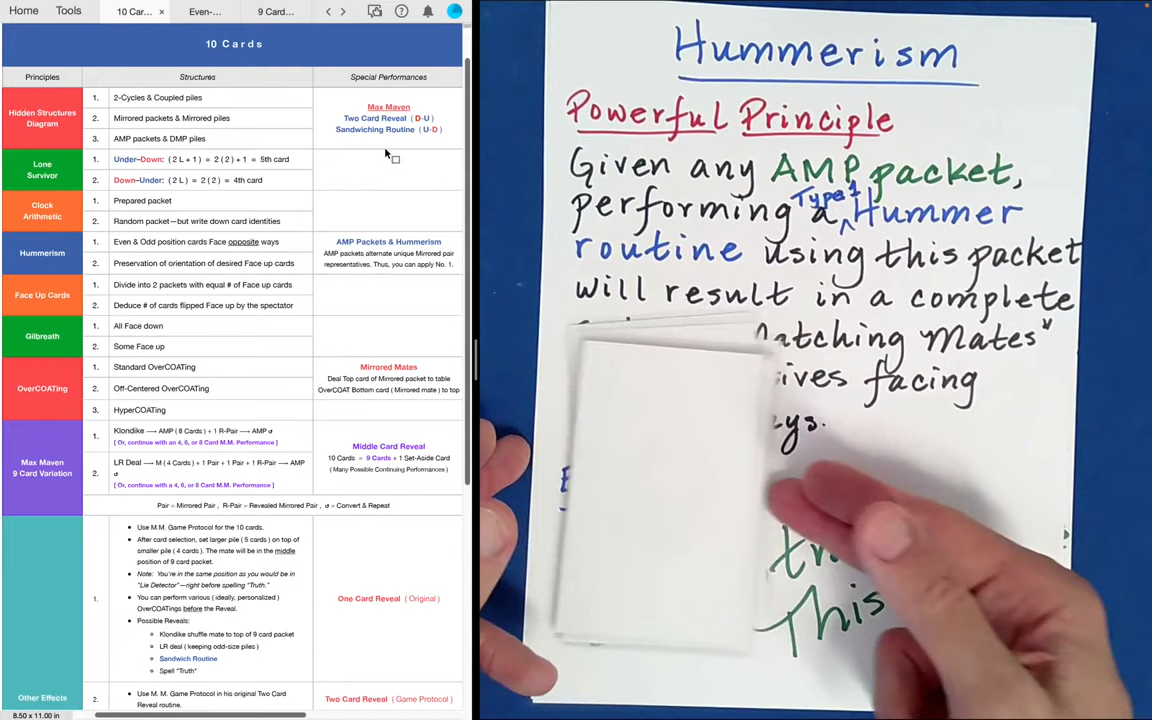 Home Tools 10 Car... × Even-... 9 Card...
10 Cards
Principles Structures Special Performances
Hidden Structures Diagram
1. 2-Cycles & Coupled piles
2. Mirrored & Mirrored piles
3. AMP packets & DMP piles
Max Maven
Two Card Reveal ( D-U )
Sandwiching Routine ( U-D )
Lone
Survivor
1. Under–Down: ( 2 L + 1 ) = 2 ( 2 ) + 1 = 5th card
2. Down–Under: ( 2 L ) = 2 ( 2 ) = 4th card
Clock
Arithmetic
1. Prepared packet
2. Random packet—but write down card identities
Hummerism
1. Even & Odd position cards Face opposite ways
2. Preservation of orientation of desired Face up cards
AMP Packets & Hummerism
AMP packets alternate unique Mirrored pair
representatives. Thus, you can apply No. 1.
Face Up Cards
1. Divide into 2 packets with equal # of Face up cards
2. Deduce # of cards flipped Face up by the spectator
Gilbreath
1. All Face down
2. Some Face up
OverCOATing
1. Standard OverCOATing
2. Off-Centered OverCOATing
3. HyperCOATing
Mirrored Mates
Deal Top card of Mirrored packet to table
OverCOAT Bottom card ( Mirrored mate ) to top
Max Maven
9 Card Variation
1. Klondike → AMP ( 8 Cards ) + 1 R-Pair → AMP ↺
[ Or, continue with an 4, 6, or 8 Card M.M. Performance ]
2. LR Deal → M ( 4 Cards ) + 1 Pair + 1 Pair + 1 R-Pair → AMP
↺
[ Or, continue with a 4, 6, or 8 Card M.M. Performance ]
Middle Card Reveal
10 Cards = 9 Cards + 1 Set-Aside Card
( Many Possible Continuing Performances )
Pair = Mirrored Pair , R-Pair = Revealed Mirrored Pair , ↺ = Convert & Repeat
Other Effects
1.
• Use M.M. Game Protocol for the 10 cards.
• After card selection, set larger pile ( 5 cards ) on top of
smaller pile ( 4 cards ). The mate will be in the middle
position of 9 card packet.
• Note: You're in the same position as you would be in
"Lie Detector"—right before spelling "Truth."
• You can perform various ( ideally, personalized )
OverCOATings before the Reveal.
• Possible Reveals:
○ Klondike shuffle mate to top of 9 card packet
○ LR deal ( keeping odd-size piles )
○ Sandwich Routine
○ Spell "Truth"
One Card Reveal ( Original )
2.
• Use M. M. Game Protocol in his original Two Card
Reveal routine.
Two Card Reveal ( Game Protocol )
8.50 x 11.00 in
Hummerism
Powerful Principle
Given any AMP packet,
performing a Type 1 Hummer
routine using this packet
will result in a complete
Matching Mates"
facing
This